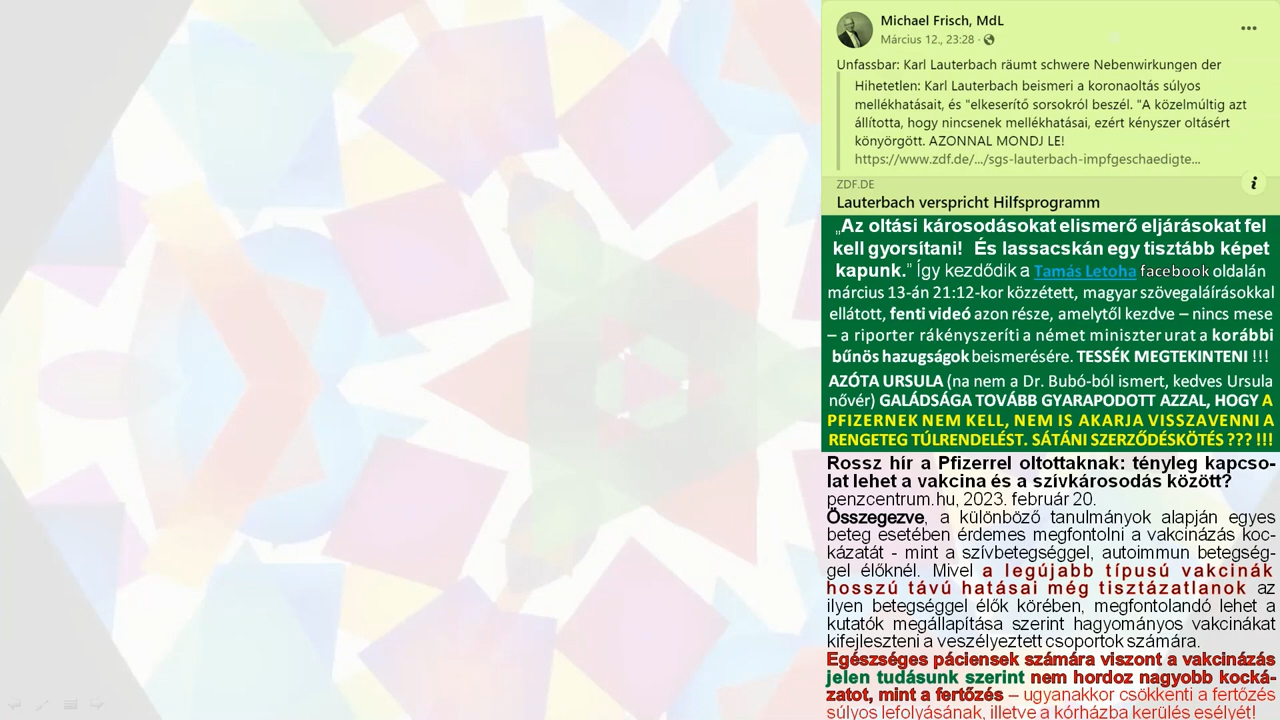 Michael Frisch, MdL
Március 12., 23:28 ·
Unfassbar: Karl Lauterbach räumt schwere Nebenwirkungen der
Hihetetlen: Karl Lauterbach beismeri a koronaoltás súlyos
mellékhatásait, és "elkeserítő sorsokról beszél. "A közelmúltig azt
állította, hogy nincsenek mellékhatásai, ezért kényszer oltásért
könyörgött. AZONNAL MONDJ LE!
https://www.zdf.de/.../sgs-lauterbach-impfgeschaedigte...
ZDF.DE
Lauterbach verspricht Hilfsprogramm
„Az oltási károsodásokat elismerő eljárásokat fel
kell gyorsítani! És lassacskán egy tisztább képet
kapunk." Így kezdődik a Tamás Letoha facebook oldalán
március 13-án 21:12-kor közzétett, magyar szövegaláírásokkal
ellátott, fenti videó azon része, amelytől kezdve – nincs mese
– a riporter rákényszeríti a német miniszter urat a korábbi
bűnös hazugságok beismerésére. TESSÉK MEGTEKINTENI !!!
AZÓTA URSULA (na nem a Dr. Bubó-ból ismert, kedves Ursula
nővér) GALÁDSÁGA TOVÁBB GYARAPODOTT AZZAL, HOGY A
PFIZERNEK NEM KELL, NEM IS AKARJA VISSZAVENNI A
RENGETEG TÚLRENDELÉST. SÁTÁNI SZERZŐDÉSKÖTÉS ??? !!!
Rossz hír a Pfizerrel oltottaknak: tényleg kapcso-
lat lehet a vakcina és a szívkárosodás között?
penzcentrum.hu, 2023. február 20.
Összegezve, a különböző tanulmányok alapján egyes
beteg esetében érdemes megfontolni a vakcinázás koc-
kázatát - mint a szívbetegséggel, autoimmun betegség-
gel élőknél. Mivel a legújabb típusú vakcinák
hosszú távú hatásai még tisztázatlanok az
ilyen betegséggel élők körében, megfontolandó lehet a
kutatók megállapítása szerint hagyományos vakcinákat
kifejleszteni a veszélyeztett csoportok számára.
Egészséges páciensek számára viszont a vakcinázás
jelen tudásunk szerint nem hordoz nagyobb kocká-
zatot, mint a fertőzés – ugyanakkor csökkenti a fertőzés
súlyos lefolyásának, illetve a kórházba kerülés esélyét!